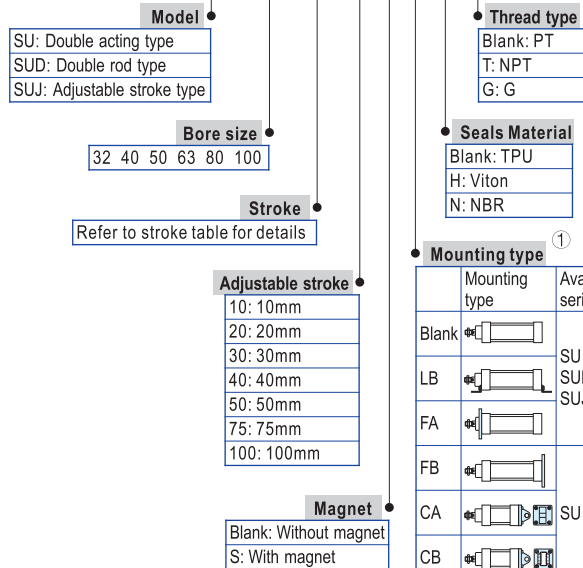 Model
SU: Double acting type
SUD: Double rod type
SUJ: Adjustable stroke type
Bore size
32 40 50 63 80 100
Stroke
Refer to stroke table for details
Adjustable stroke
10: 10mm
20: 20mm
30: 30mm
40: 40mm
50: 50mm
75: 75mm
100: 100mm
Magnet
Blank: Without magnet
S: With magnet
Thread type
Blank: PT
T: NPT
G: G
Seals Material
Blank: TPU
H: Viton
N: NBR
Mounting type ①
Mounting
type
Blank
SU
LB
FA
FB
CA SU
CB